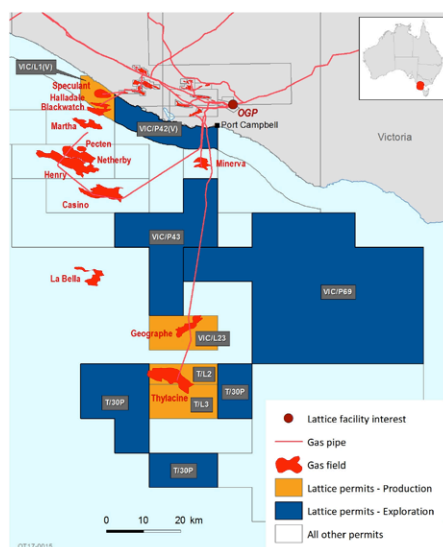 VIC/L1(V)
Speculant
Halladale
Blackwatch
Martha
OGP
Port Campbell
Victoria
VIC/P42(V)
Pecten
Netherby
Henry
Minerva
Casino
VIC/P43
La Bella
VIC/P69
Geographe
VIC/L23
T/L2
T/30P
T/30P
Thylacine
T/L3
T/30P
Lattice facility interest
Gas pipe
Gas field
Lattice permits - Production
Lattice permits - Exploration
All other permits
0 10 20 km